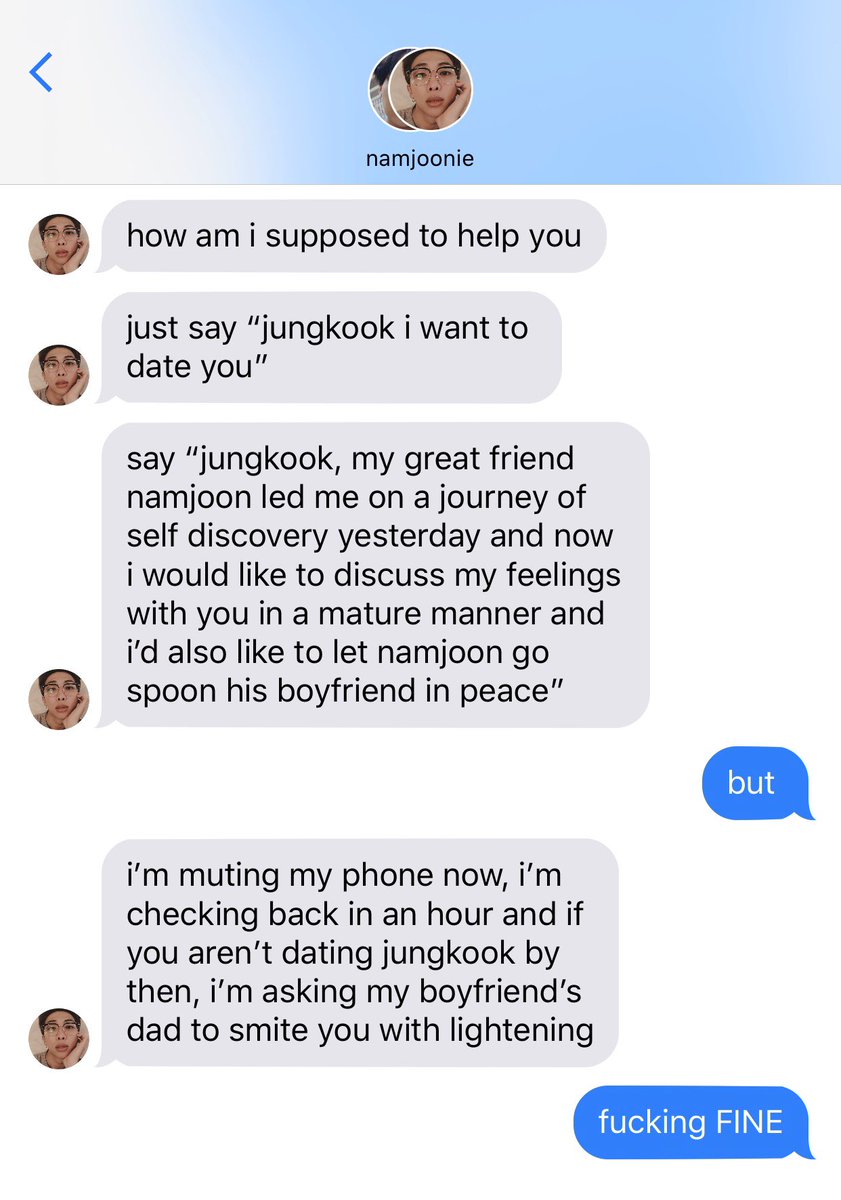 namjoonie
how am i supposed to help you
just say “jungkook i want to
date you”
say “jungkook, my great friend
namjoon led me on a journey of
self discovery yesterday and now
i would like to discuss my feelings
with you in a mature manner and
i’d also like to let namjoon go
spoon his boyfriend in peace”
but
i’m muting my phone now, i’m
checking back in an hour and if
you aren’t dating jungkook by
then, i’m asking my boyfriend’s
dad to smite you with lightening
fucking FINE